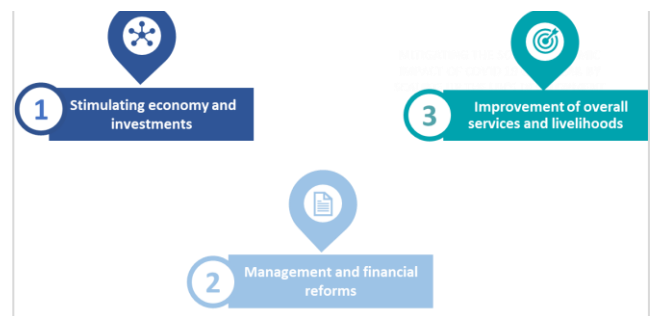 1
Stimulating economy and
investments
3
Improvement of overall
services and livelihoods
2
Management and financial
reforms